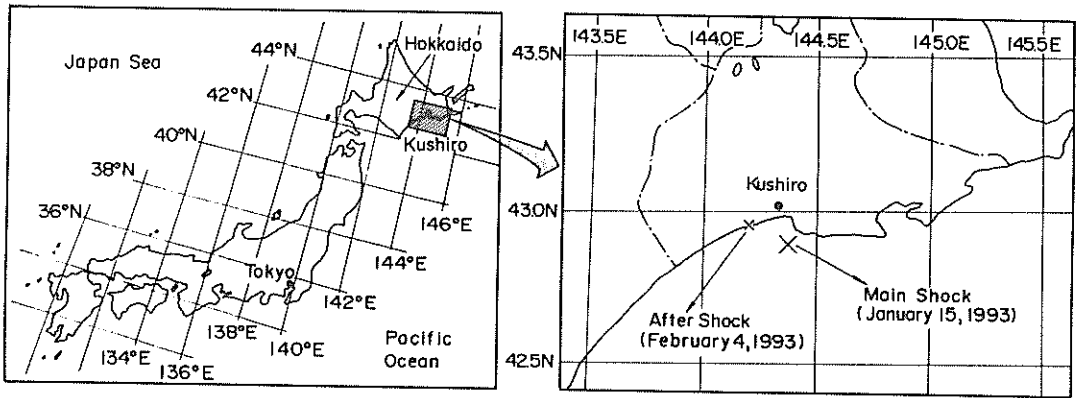 Japan Sea
44°N
Hokkaido
42°N
Kushiro
40°N
38°N
36°N
146°E
144°E
Tokyo
142°E
138°E
140°E
134°E
136°E
Pacific
Ocean
143.5E
144.0E
144.5E
145.0E
145.5E
43.5N
Kushiro
43.0N
Main Shock
(January 15, 1993)
After Shock
(February 4, 1993)
42.5N